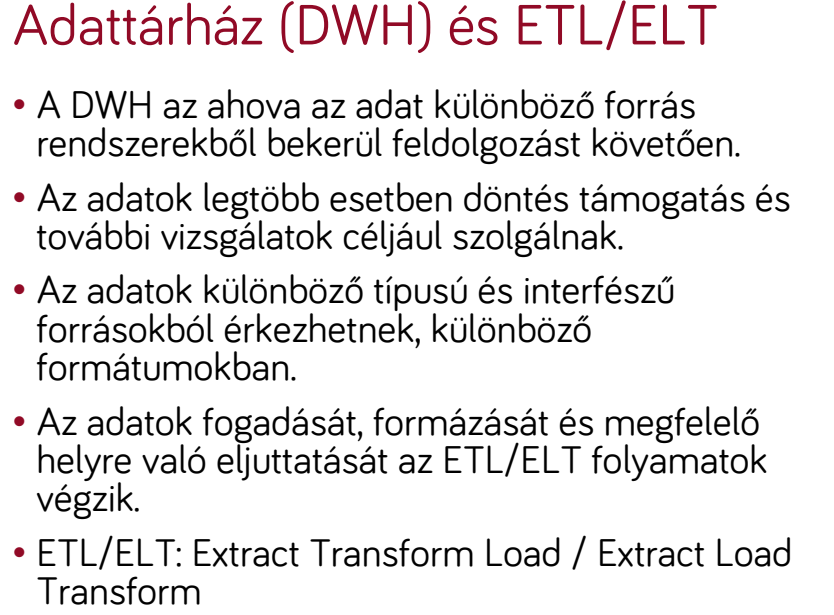 Adattárház (DWH) és ETL/ELT
• A DWH az ahova az adat különböző forrás
rendszerekből bekerül feldolgozást követően.
• Az adatok legtöbb esetben döntés támogatás és
további vizsgálatok céljául szolgálnak.
• Az adatok különböző típusú és interfészű
forrásokból érkezhetnek, különböző
formátumokban.
• Az adatok fogadását, formázását és megfelelő
helyre való eljuttatását az ETL/ELT folyamatok
végzik.
• ETL/ELT: Extract Transform Load / Extract Load
Transform